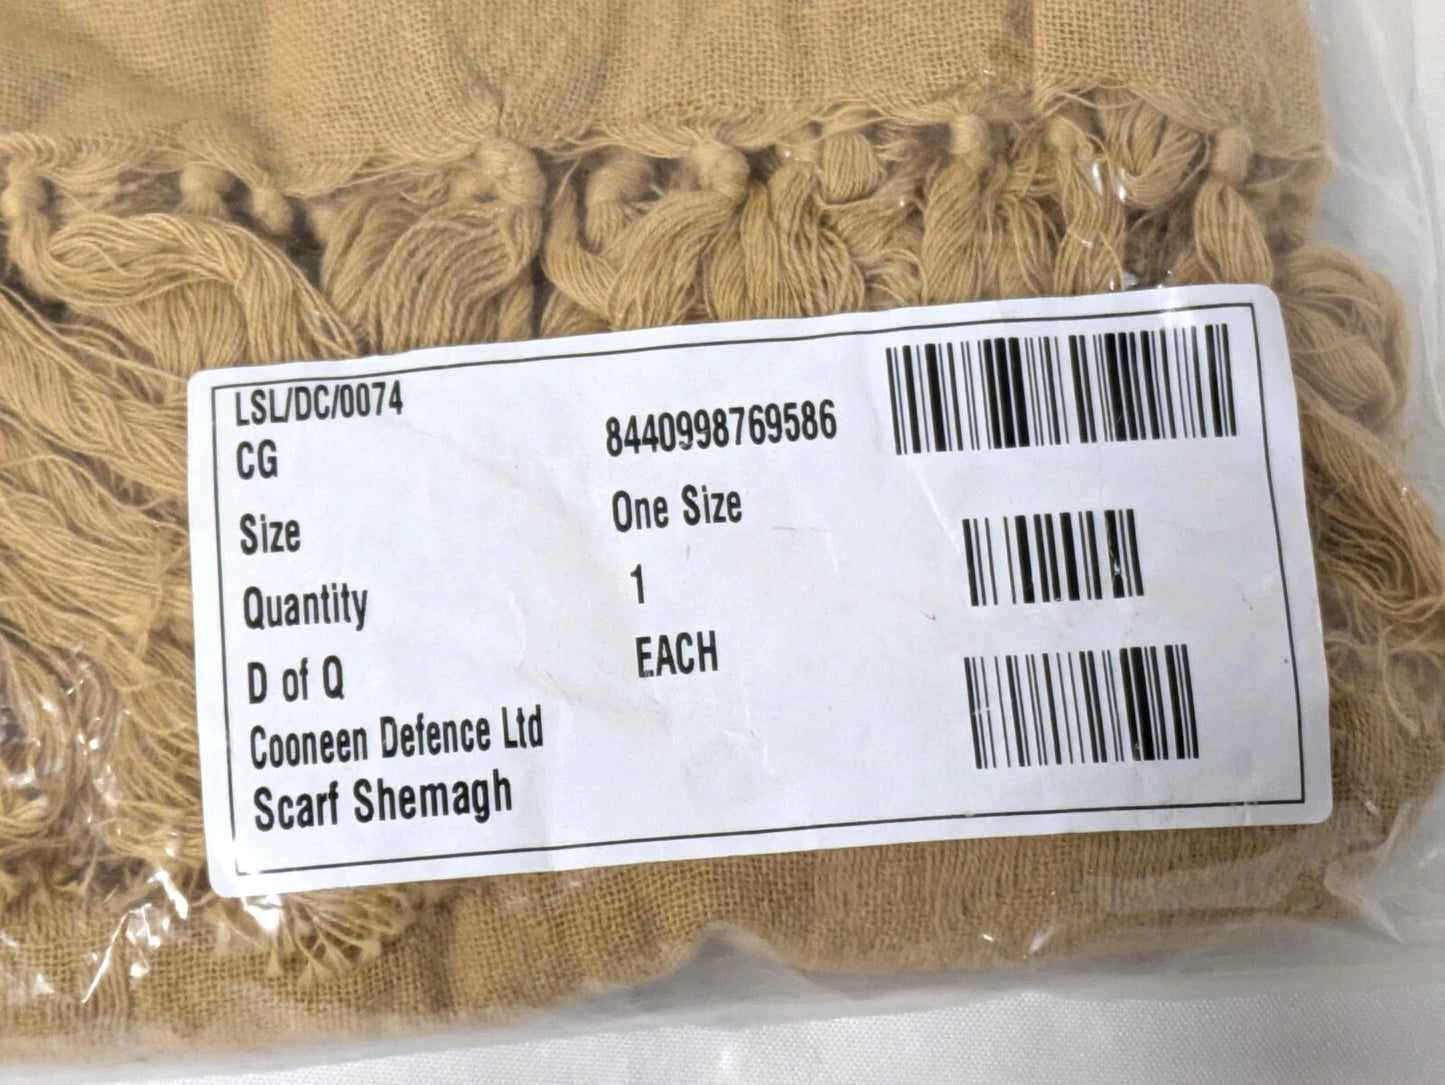 LSL/DC/0074
CG 8440998769586
Size One Size
Quantity 1
D of Q EACH
Cooneen Defence Ltd
Scarf Shemagh